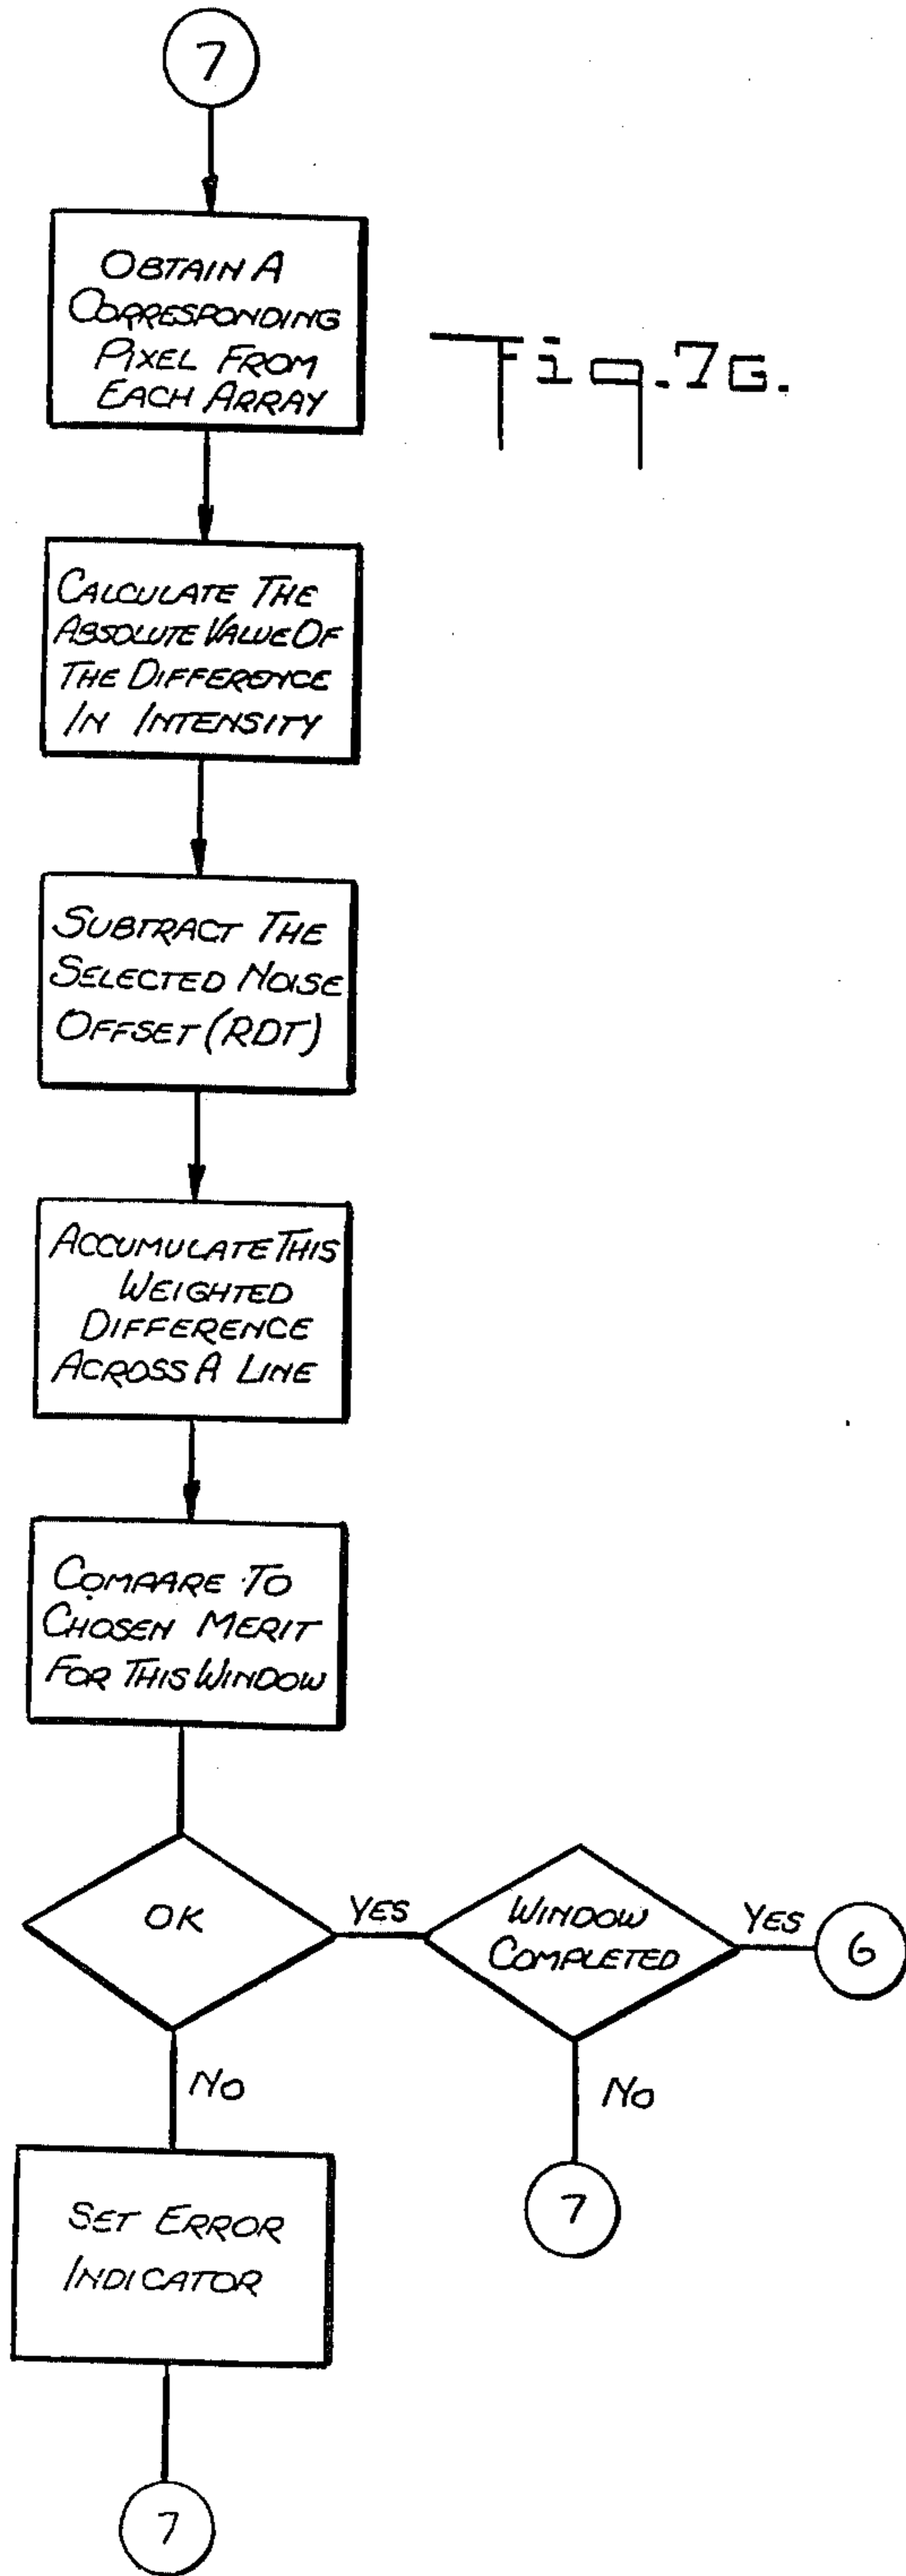 7
OBTAIN A
CORRESPONDING
PIXEL FROM
EACH ARRAY
Fig.7G.
CALCULATE THE
ABSOLUTE VALUE OF
THE DIFFERENCE
IN INTENSITY
SUBTRACT THE
SELECTED NOISE
OFFSET (RDT)
ACCUMULATE THIS
WEIGHTED
DIFFERENCE
ACROSS A LINE
COMPARE TO
CHOSEN MERIT
FOR THIS WINDOW
OK
YES
WINDOW
COMPLETED
YES
6
NO
NO
7
SET ERROR
INDICATOR
7